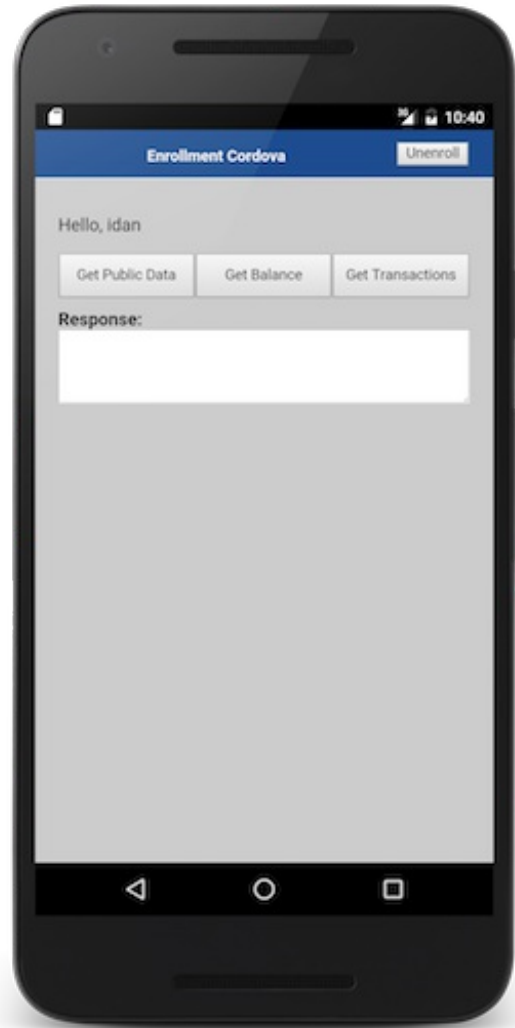 10:40
Enrollment Cordova Unenroll
Hello, idan
Get Public Data Get Balance Get Transactions
Response: